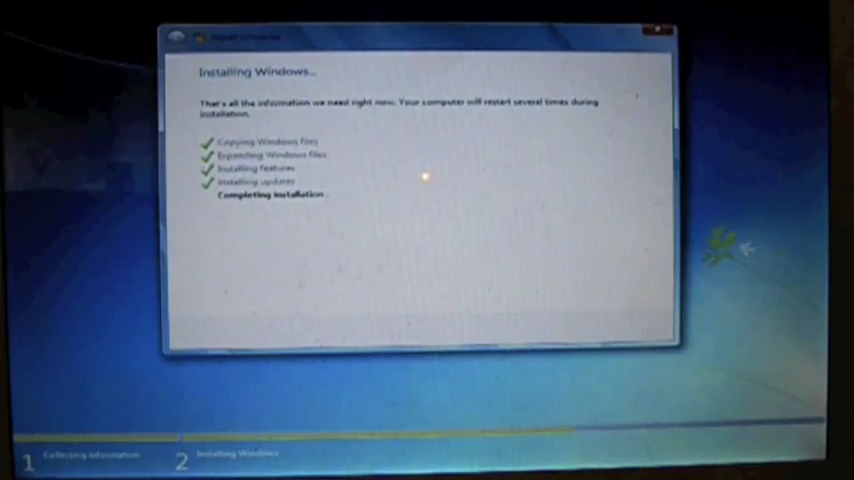 Install Windows
Installing Windows...
That's all the information we need right now. Your computer will restart several times during
installation.
Copying Windows files
Expanding Windows files
Installing features
Installing updates
Completing installation .
1 Collecting information
2 Installing Windows